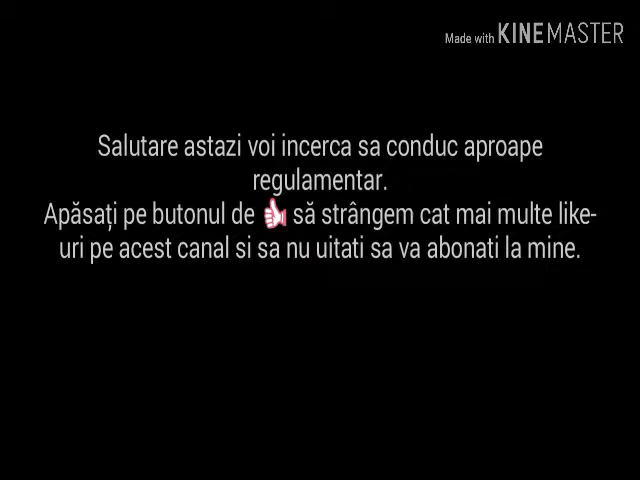 Made with KINEMASTER
Salutare astazi voi incerca sa conduc aproape
regulamentar.
Apăsați pe butonul de 👍 să strângem cat mai multe like-
uri pe acest canal si sa nu uitati sa va abonati la mine.